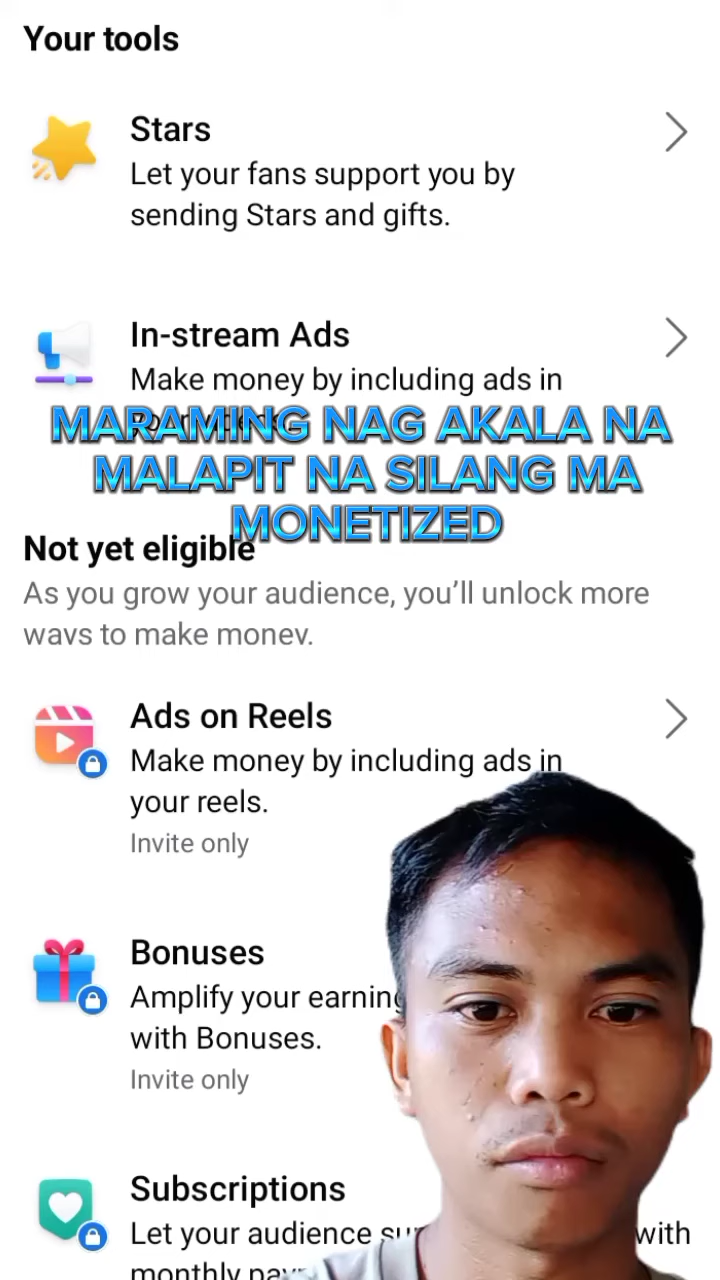 Your tools
Stars
Let your fans support you by
sending Stars and gifts.
In-stream Ads
Make money by including ads in
MARAMING NAG AKALA NA
MALAPIT NA SILANG MA
MONETIZED
Not yet eligible
As you grow your audience, you’ll unlock more
ways to make money.
Ads on Reels
Make money by including ads in
your reels.
Invite only
Bonuses
Amplify your earning
with Bonuses.
Invite only
Subscriptions
Let your audience with
monthly